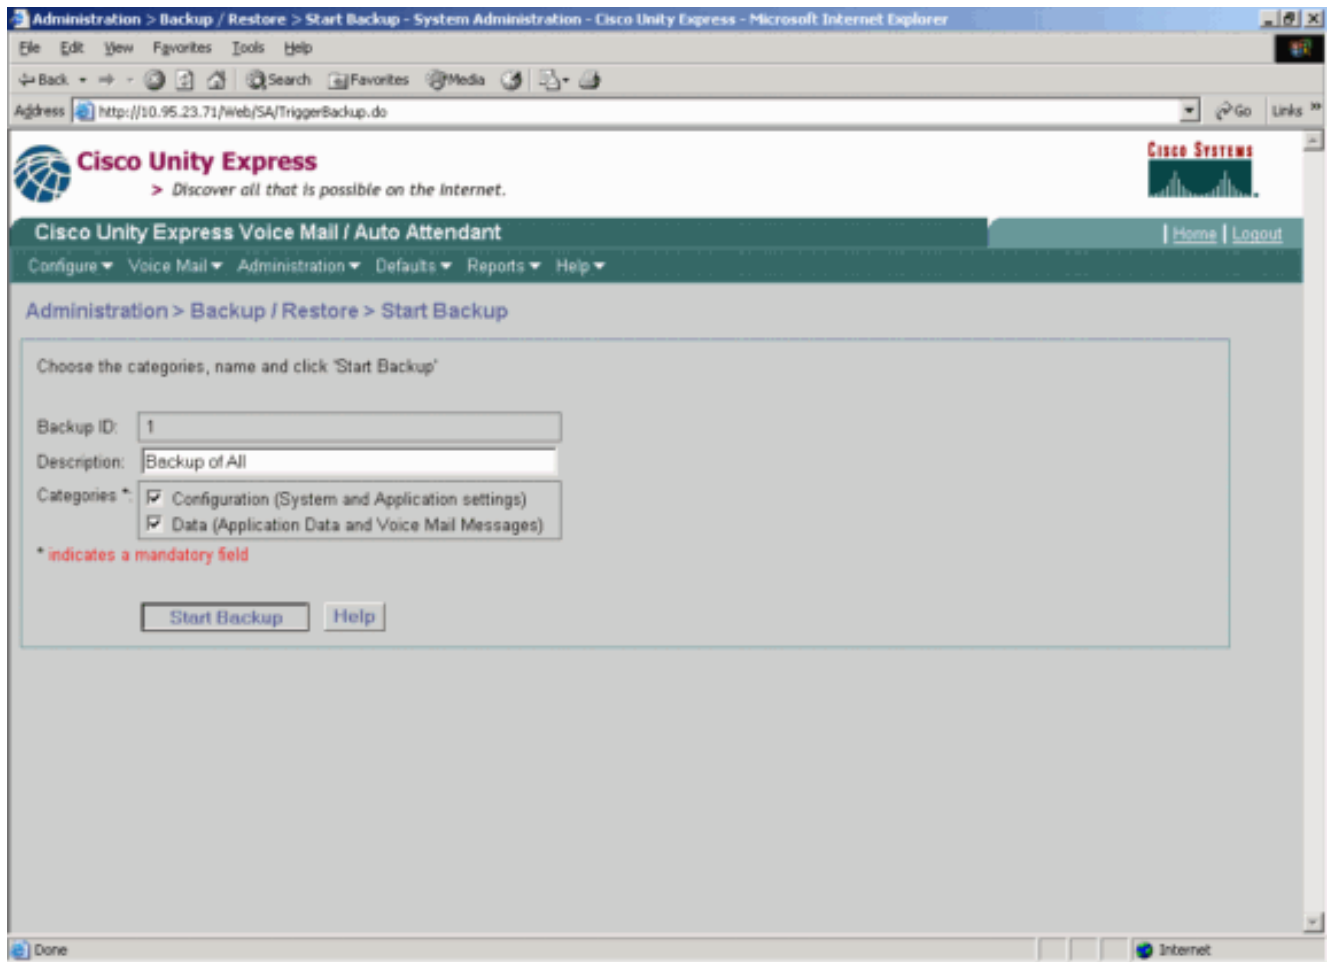 Administration > Backup / Restore > Start Backup - System Administration - Cisco Unity Express - Microsoft Internet Explorer
File Edit View Favorites Tools Help
Back Search Favorites Media
Address http://10.95.23.71/Web/SA/TriggerBackup.do Go Links »
Cisco Unity Express
> Discover all that is possible on the Internet.
CISCO SYSTEMS
Cisco Unity Express Voice Mail / Auto Attendant
| Home | Logout
Configure Voice Mail Administration Defaults Reports Help
Administration > Backup / Restore > Start Backup
Choose the categories, name and click 'Start Backup'
Backup ID: 1
Description: Backup of All
Categories *: Configuration (System and Application settings)
Data (Application Data and Voice Mail Messages)
* indicates a mandatory field
Start Backup Help
Done Internet